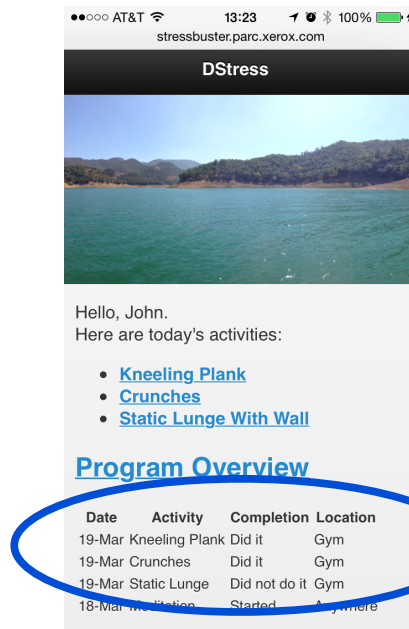 AT&T 13:23 100%
stressbuster.parc.xerox.com
DStress
Hello, John.
Here are today's activities:
Kneeling Plank
Crunches
Static Lunge With Wall
Program Overview
Date Activity Completion Location
19-Mar Kneeling Plank Did it Gym
19-Mar Crunches Did it Gym
19-Mar Static Lunge Did not do it Gym
18-Mar Meditation Started Anywhere